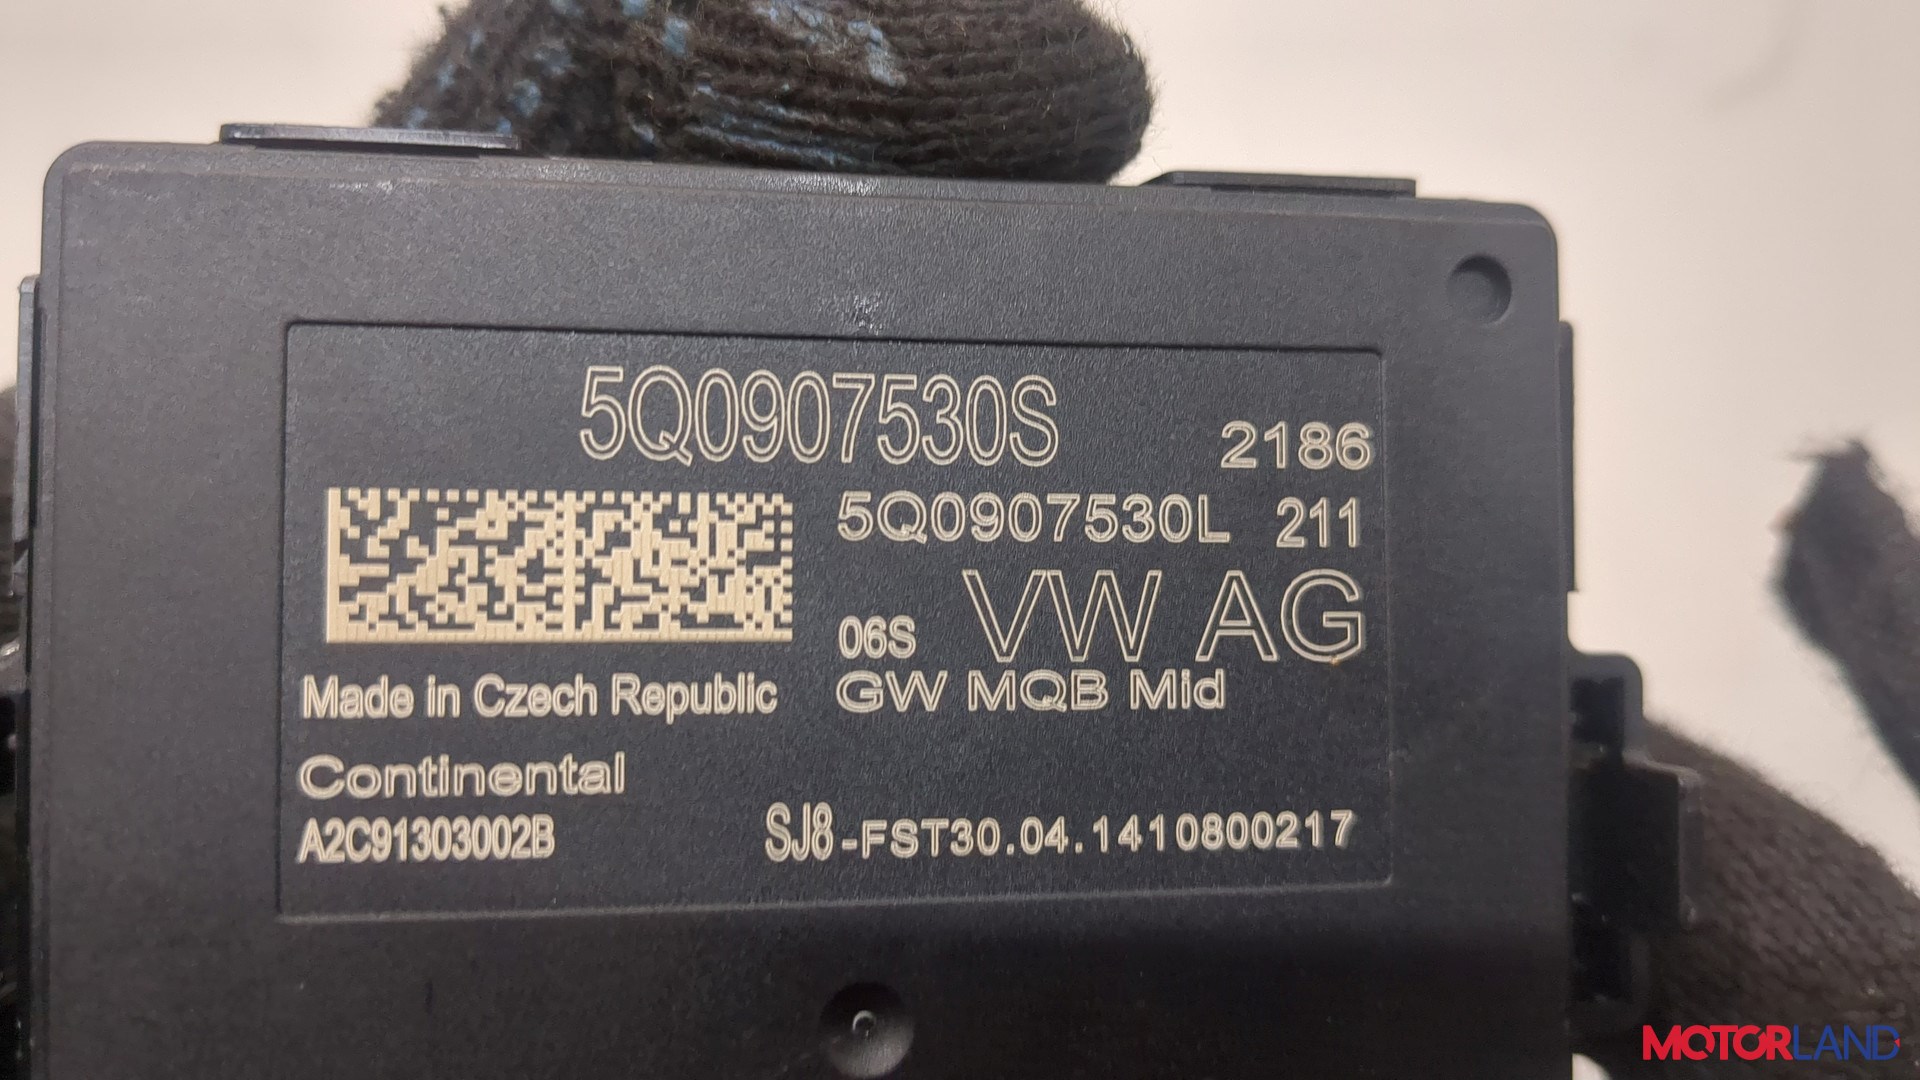 5Q0907530S
2186
5Q0907530L 211
06S VW AG
Made in Czech Republic
GW MQB Mid
Continental
A2C91303002B
SJ8-FST30.04.1410800217
MOTORLAND